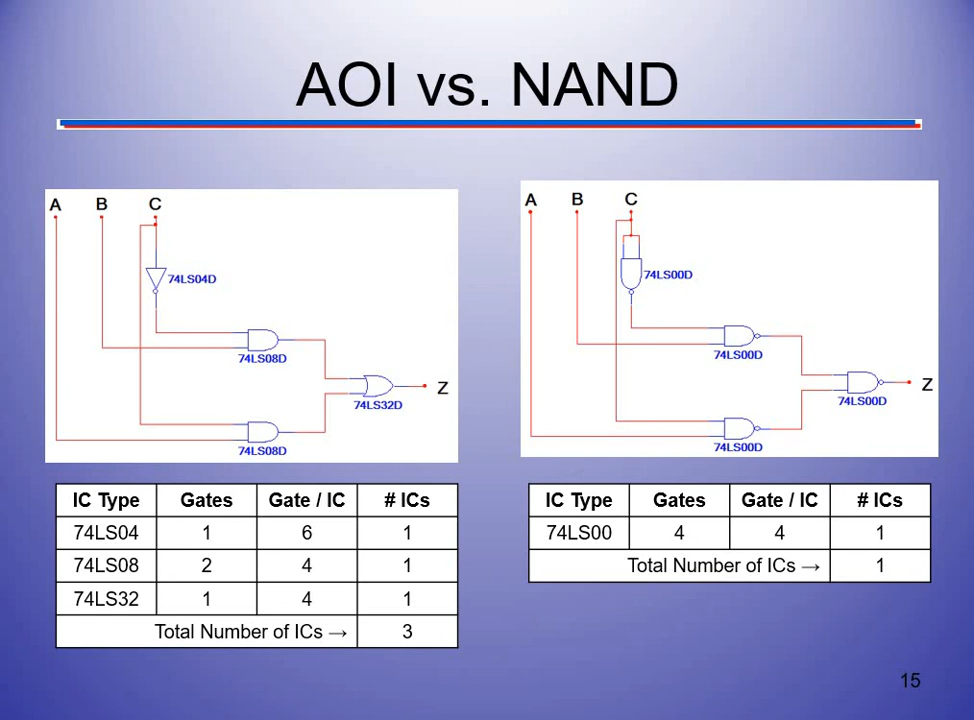 AOI vs. NAND
A B C
74LS04D
74LS08D
74LS32D
Z
74LS08D
A B C
74LS00D
74LS00D
74LS00D
Z
74LS00D
IC Type Gates Gate / IC # ICs
74LS04 1 6 1
74LS08 2 4 1
74LS32 1 4 1
Total Number of ICs → 3
IC Type Gates Gate / IC # ICs
74LS00 4 4 1
Total Number of ICs → 1
15